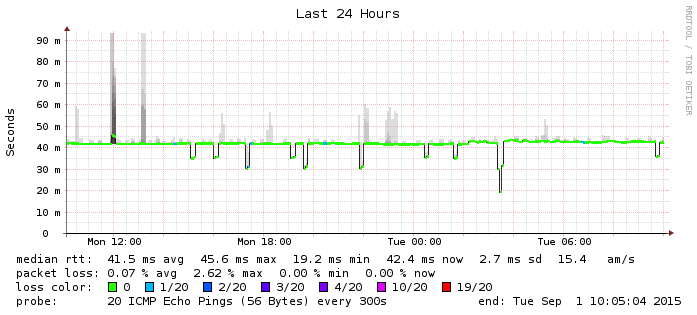 Last 24 Hours
RRDTOOL / TOBI OETIKER
Seconds
90 m
80 m
70 m
60 m
50 m
40 m
30 m
20 m
10 m
0
Mon 12:00 Mon 18:00 Tue 00:00 Tue 06:00
median rtt: 41.5 ms avg 45.6 ms max 19.2 ms min 42.4 ms now 2.7 ms sd 15.4 am/s
packet loss: 0.07 % avg 2.62 % max 0.00 % min 0.00 % now
loss color: 0 1/20 2/20 3/20 4/20 10/20 19/20
probe: 20 ICMP Echo Pings (56 Bytes) every 300s end: Tue Sep 1 10:05:04 2015